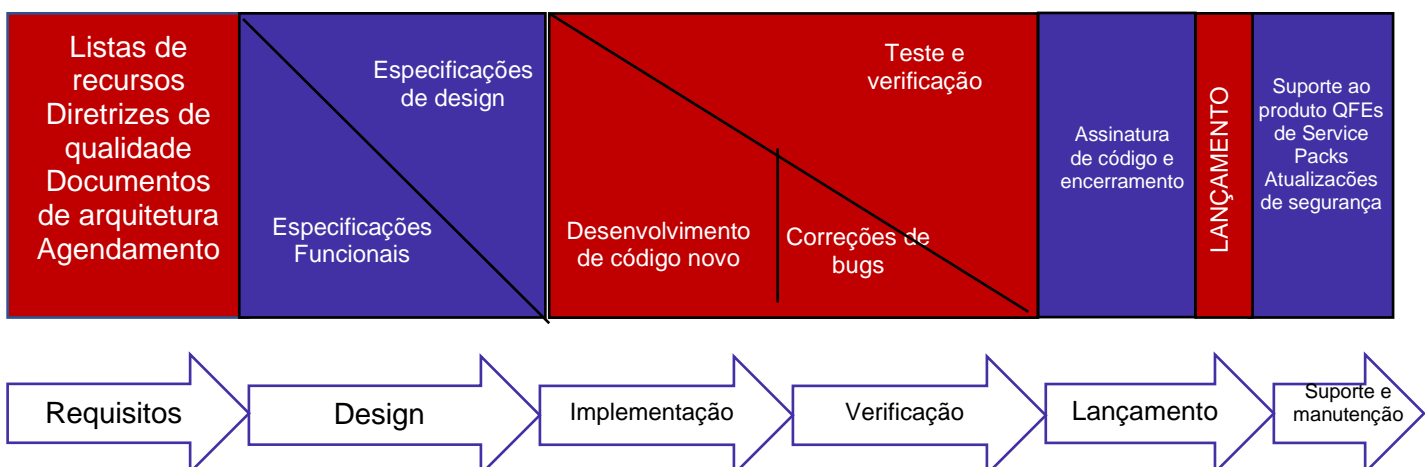 Listas de
recursos
Diretrizes de
qualidade
Documentos
de arquitetura
Agendamento
Especificações
de design
Especificações
Funcionais
Teste e
verificação
Desenvolvimento
de código novo
Correções de
bugs
Assinatura
de código e
encerramento
LANÇAMENTO
Suporte ao
produto QFEs
de Service
Packs
Atualizacões
de segurança
Requisitos
Design
Implementação
Verificação
Lançamento
Suporte e
manutenção